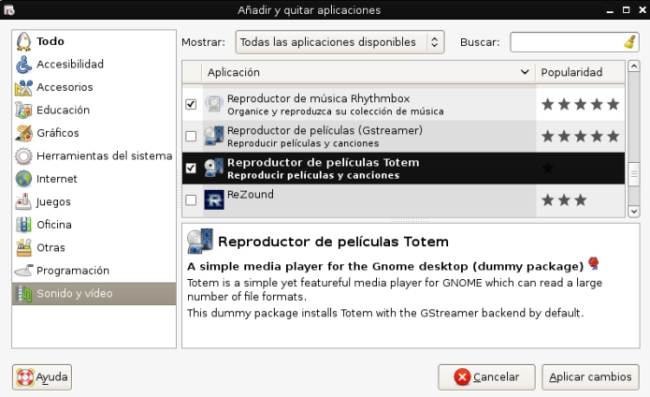 Añadir y quitar aplicaciones
Todo
Accesibilidad
Accesorios
Educación
Gráficos
Herramientas del sistema
Internet
Juegos
Oficina
Otras
Programación
Sonido y vídeo
Mostrar: Todas las aplicaciones disponibles Buscar:
Aplicación Popularidad
Reproductor de música Rhythmbox
Organice y reproduzca su colección de música
Reproductor de películas (Gstreamer)
Reproducir películas y canciones
Reproductor de películas Totem
Reproducir películas y canciones
ReZound
Reproductor de películas Totem
A simple media player for the Gnome desktop (dummy package)
Totem is a simple yet featureful media player for GNOME which can read a large
number of file formats.
This dummy package installs Totem with the GStreamer backend by default.
Ayuda Cancelar Aplicar cambios